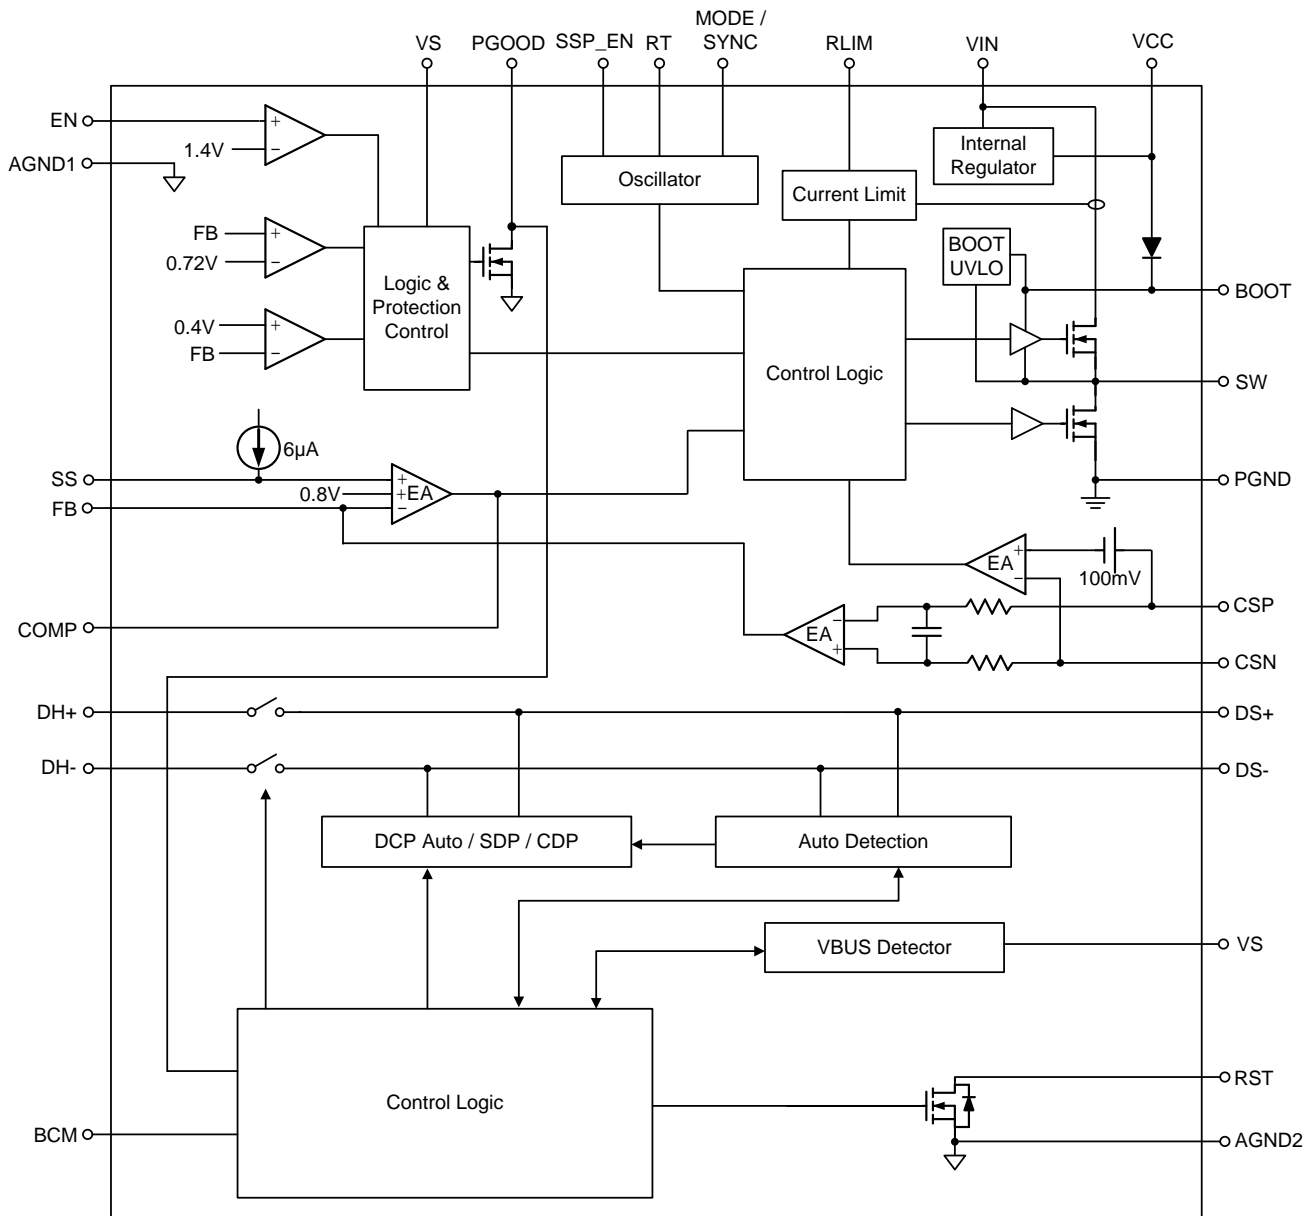 MODE /
SYNC
VS
PGOOD
SSP_EN
RT
RLIM
VIN
VCC
EN
1.4V
AGND1
Internal
Regulator
Oscillator
Current Limit
FB
0.72V
BOOT
UVLO
Logic &
Protection
Control
BOOT
0.4V
FB
Control Logic
SW
6µA
SS
+
+
−
EA
0.8V
FB
PGND
EA
+
−
100mV
CSP
COMP
EA
−
+
CSN
DH+
DS+
DH-
DS-
DCP Auto / SDP / CDP
Auto Detection
VBUS Detector
VS
Control Logic
RST
BCM
AGND2